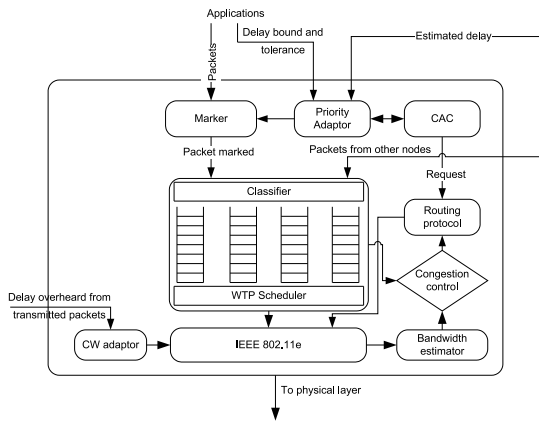 Applications
Delay bound and
tolerance
Estimated delay
Packets
Marker
Priority
Adaptor
CAC
Packet marked
Packets from other nodes
Request
Classifier
Routing
protocol
Congestion
control
WTP Scheduler
Delay overheard from
transmitted packets
CW adaptor
IEEE 802.11e
Bandwidth
estimator
To physical layer